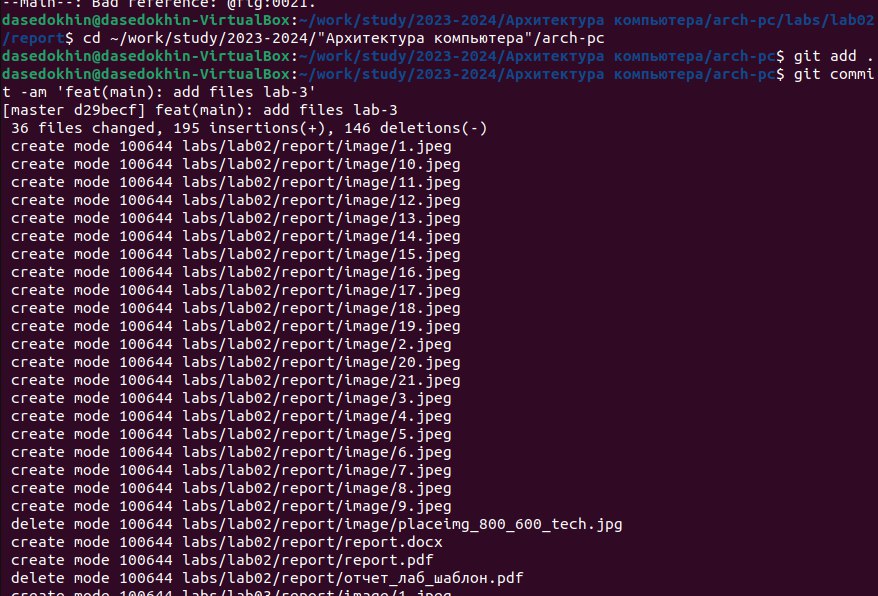 --Main--: Bad reference: @fig:0021.
dasedokhin@dasedokhin-VirtualBox:~/work/study/2023-2024/Архитектура компьютера/arch-pc/labs/lab02
/report$ cd ~/work/study/2023-2024/"Архитектура компьютера"/arch-pc
dasedokhin@dasedokhin-VirtualBox:~/work/study/2023-2024/Архитектура компьютера/arch-pc$ git add .
dasedokhin@dasedokhin-VirtualBox:~/work/study/2023-2024/Архитектура компьютера/arch-pc$ git commi
t -am 'feat(main): add files lab-3'
[master d29becf] feat(main): add files lab-3
36 files changed, 195 insertions(+), 146 deletions(-)
create mode 100644 labs/lab02/report/image/1.jpeg
create mode 100644 labs/lab02/report/image/10.jpeg
create mode 100644 labs/lab02/report/image/11.jpeg
create mode 100644 labs/lab02/report/image/12.jpeg
create mode 100644 labs/lab02/report/image/13.jpeg
create mode 100644 labs/lab02/report/image/14.jpeg
create mode 100644 labs/lab02/report/image/15.jpeg
create mode 100644 labs/lab02/report/image/16.jpeg
create mode 100644 labs/lab02/report/image/17.jpeg
create mode 100644 labs/lab02/report/image/18.jpeg
create mode 100644 labs/lab02/report/image/19.jpeg
create mode 100644 labs/lab02/report/image/2.jpeg
create mode 100644 labs/lab02/report/image/20.jpeg
create mode 100644 labs/lab02/report/image/21.jpeg
create mode 100644 labs/lab02/report/image/3.jpeg
create mode 100644 labs/lab02/report/image/4.jpeg
create mode 100644 labs/lab02/report/image/5.jpeg
create mode 100644 labs/lab02/report/image/6.jpeg
create mode 100644 labs/lab02/report/image/7.jpeg
create mode 100644 labs/lab02/report/image/8.jpeg
create mode 100644 labs/lab02/report/image/9.jpeg
delete mode 100644 labs/lab02/report/image/placeimg_800_600_tech.jpg
create mode 100644 labs/lab02/report/report.docx
create mode 100644 labs/lab02/report/report.pdf
delete mode 100644 labs/lab02/report/отчет_лаб_шаблон.pdf
create mode 100644 labs/lab03/report/image/1.jpeg